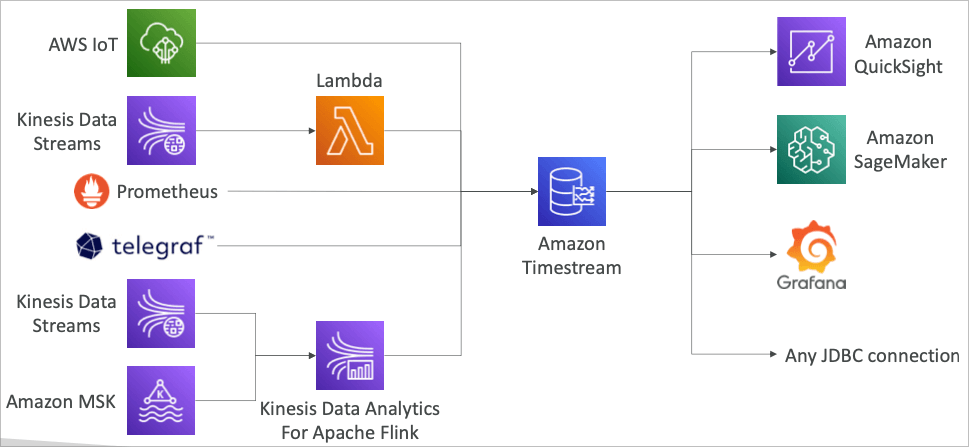 AWS IoT
Lambda
Kinesis Data
Streams
Prometheus
telegraf™
Kinesis Data
Streams
Amazon MSK
K
Kinesis Data Analytics
For Apache Flink
Amazon
Timestream
Amazon
QuickSight
Amazon
SageMaker
Grafana
Any JDBC connection